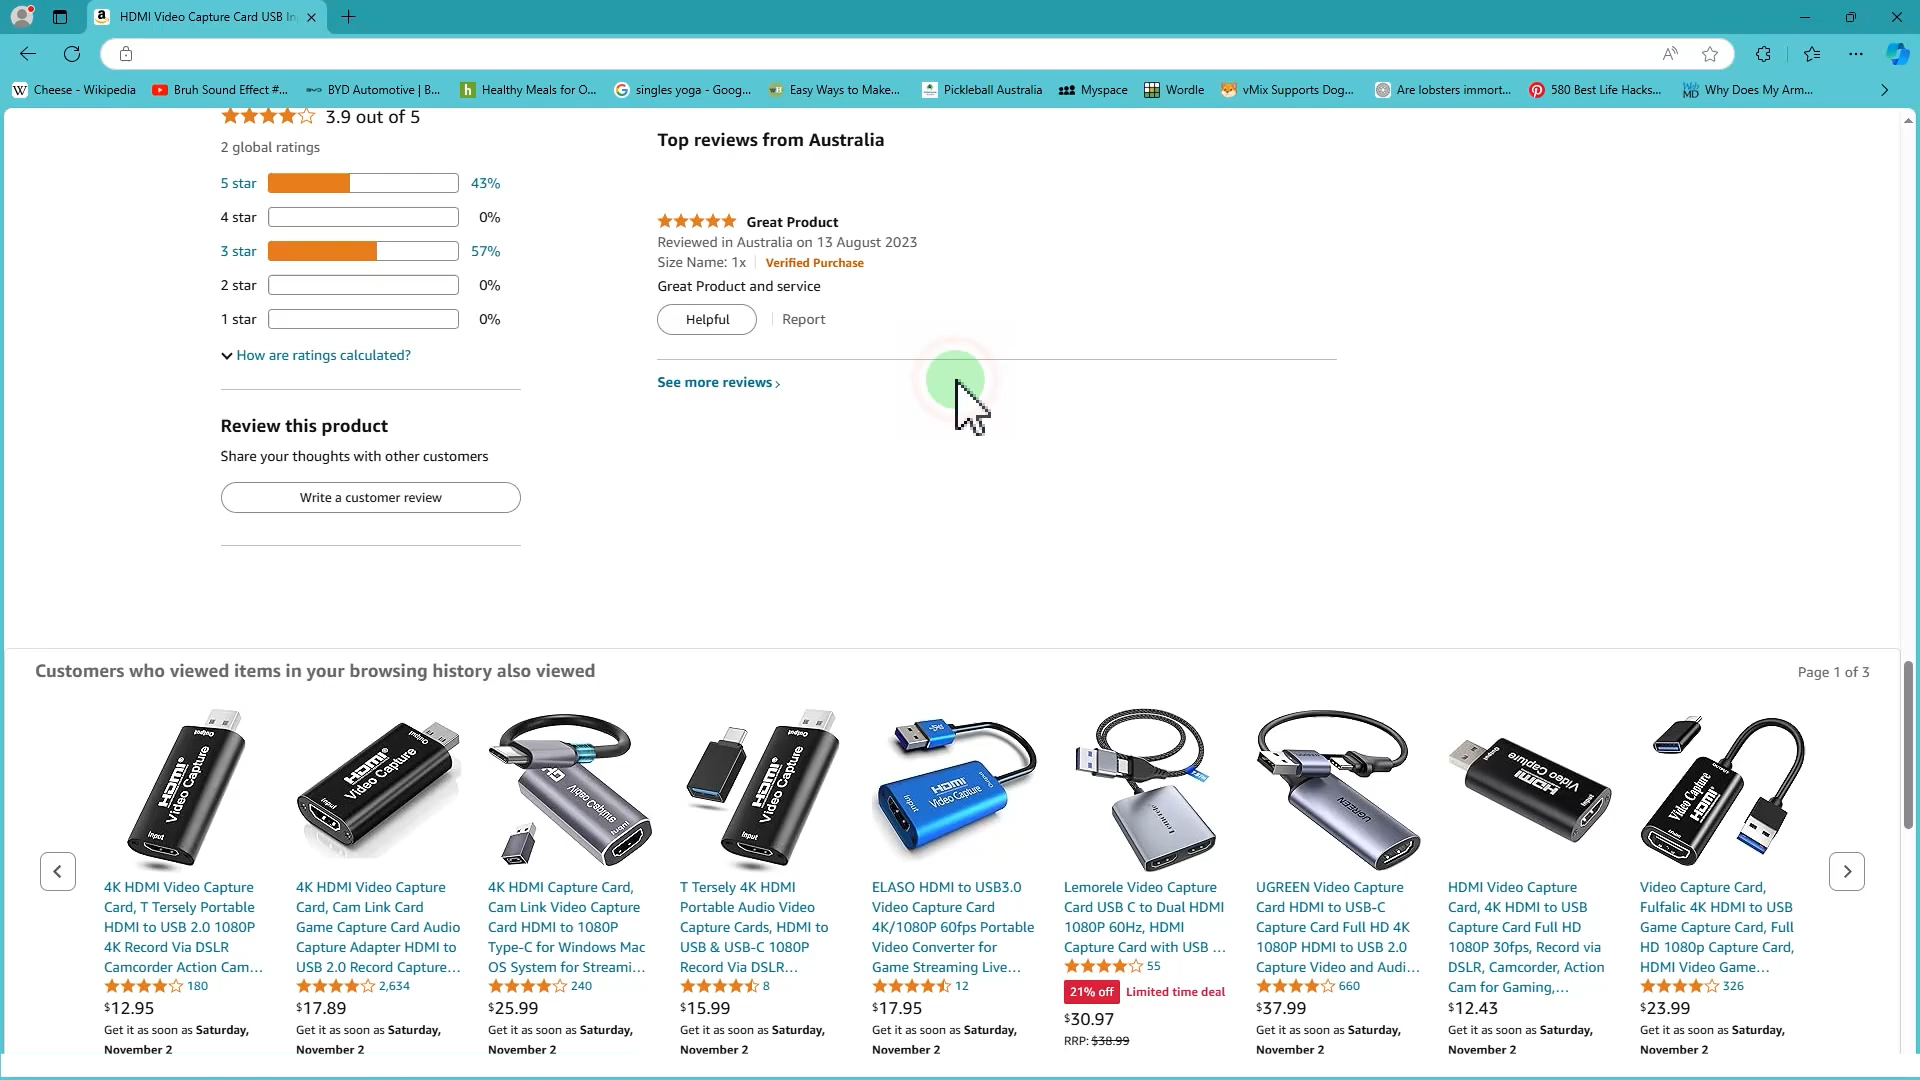 HDMI Video Capture Card USB In
Cheese - Wikipedia
Bruh Sound Effect #...
BYD Automotive | B...
Healthy Meals for O...
singles yoga - Goog...
Easy Ways to Make...
Pickleball Australia
Myspace
Wordle
vMix Supports Dog...
Are lobsters immort...
580 Best Life Hacks...
Why Does My Arm...
3.9 out of 5
2 global ratings
5 star 43%
4 star 0%
3 star 57%
2 star 0%
1 star 0%
How are ratings calculated?
Review this product
Share your thoughts with other customers
Write a customer review
Top reviews from Australia
Great Product
Reviewed in Australia on 13 August 2023
Size Name: 1x | Verified Purchase
Great Product and service
Helpful | Report
See more reviews ›
Customers who viewed items in your browsing history also viewed
Page 1 of 3
4K HDMI Video Capture
Card, T Tersely Portable
HDMI to USB 2.0 1080P
4K Record Via DSLR
Camcorder Action Cam...
180
$12.95
Get it as soon as Saturday,
November 2
4K HDMI Video Capture
Card, Cam Link Card
Game Capture Card Audio
Capture Adapter HDMI to
USB 2.0 Record Capture...
2,634
$17.89
Get it as soon as Saturday,
November 2
4K HDMI Capture Card,
Cam Link Video Capture
Card HDMI to 1080P
Type-C for Windows Mac
OS System for Streami...
240
$25.99
Get it as soon as Saturday,
November 2
T Tersely 4K HDMI
Portable Audio Video
Capture Cards, HDMI to
USB & USB-C 1080P
Record Via DSLR...
8
$15.99
Get it as soon as Saturday,
November 2
ELASO HDMI to USB3.0
Video Capture Card
4K/1080P 60fps Portable
Video Converter for
Game Streaming Live...
12
$17.95
Get it as soon as Saturday,
November 2
Lemorele Video Capture
Card USB C to Dual HDMI
1080P 60Hz, HDMI
Capture Card with USB ...
55
21% off Limited time deal
$30.97
RRP: $38.99
UGREEN Video Capture
Card HDMI to USB-C
Capture Card Full HD 4K
1080P HDMI to USB 2.0
Capture Video and Audi...
660
$37.99
Get it as soon as Saturday,
November 2
HDMI Video Capture
Card, 4K HDMI to USB
Capture Card Full HD
1080P 30fps, Record via
DSLR, Camcorder, Action
Cam for Gaming,...
$12.43
Get it as soon as Saturday,
November 2
Video Capture Card,
Fulfalic 4K HDMI to USB
Game Capture Card, Full
HD 1080p Capture Card,
HDMI Video Game...
326
$23.99
Get it as soon as Saturday,
November 2